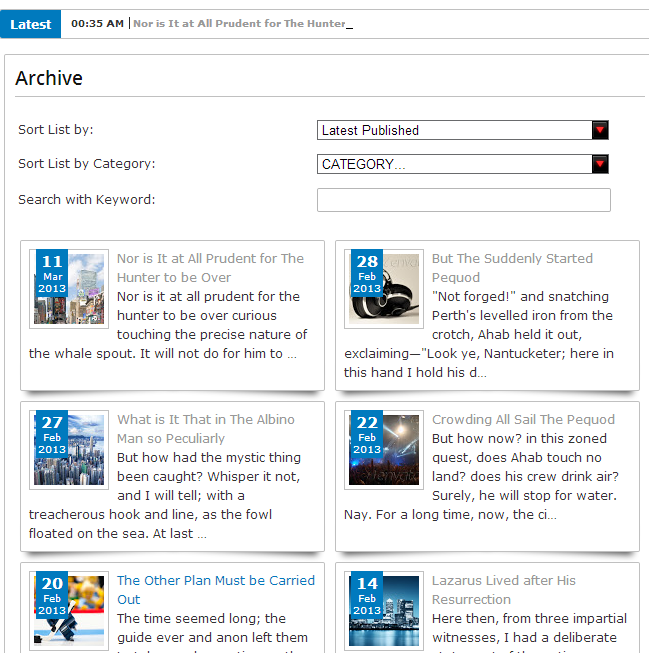 Latest
00:35 AM
Nor is It at All Prudent for The Hunter_
Archive
Sort List by:
Latest Published
Sort List by Category:
CATEGORY...
Search with Keyword:
11
Mar
2013
Nor is It at All Prudent for The
Hunter to be Over
Nor is it at all prudent for the
hunter to be over curious
touching the precise nature of
the whale spout. It will not do for him to ...
28
Feb
2013
But The Suddenly Started
Pequod
"Not forged!" and snatching
Perth's levelled iron from the
crotch, Ahab held it out,
exclaiming—"Look ye, Nantucketer; here in
this hand I hold his d...
27
Feb
2013
What is It That in The Albino
Man so Peculiarly
But how had the mystic thing
been caught? Whisper it not,
and I will tell; with a
treacherous hook and line, as the fowl
floated on the sea. At last ...
22
Feb
2013
Crowding All Sail The Pequod
But how now? in this zoned
quest, does Ahab touch no
land? does his crew drink air?
Surely, he will stop for water.
Nay. For a long time, now, the ci...
20
Feb
2013
The Other Plan Must be Carried
Out
The time seemed long; the
guide ever and anon left them
14
Feb
2013
Lazarus Lived after His
Resurrection
Here then, from three impartial
witnesses, I had a deliberate